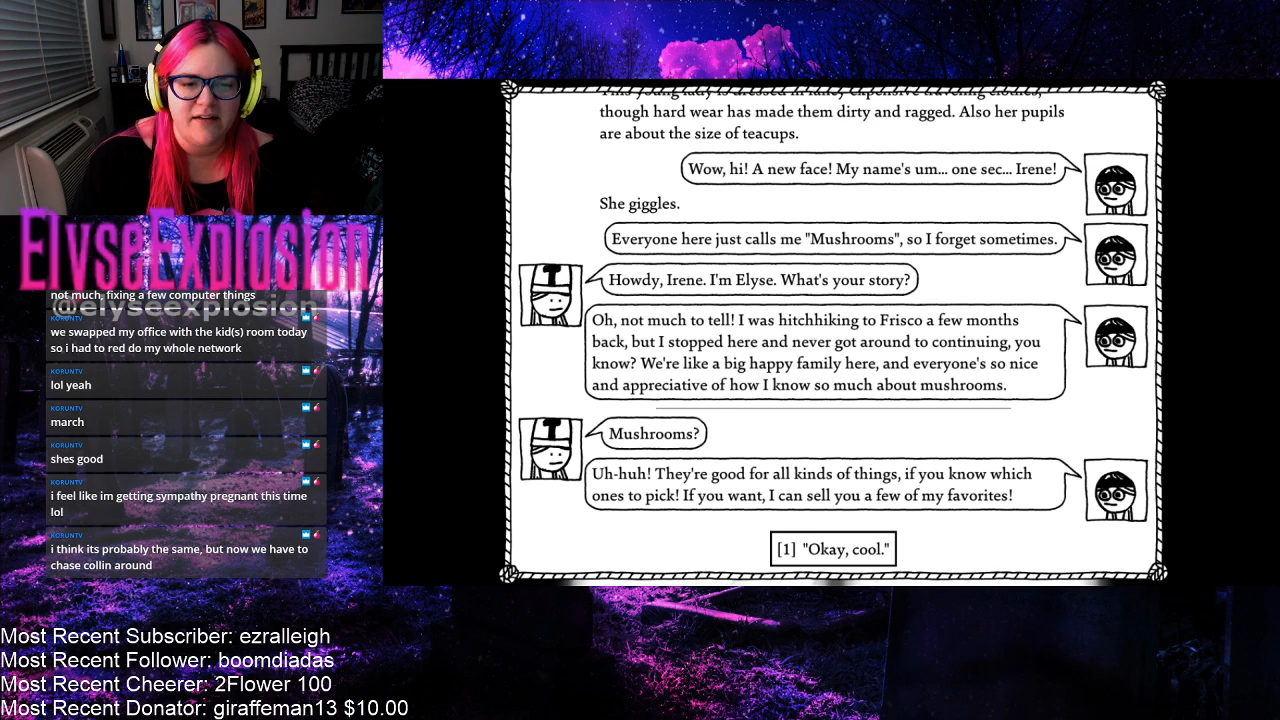 ElyseExplosion
@elyseexplosion
not much, fixing a few computer things
KORUNTV
we swapped my office with the kid(s) room today
so i had to red do my whole network
KORUNTV
lol yeah
KORUNTV
march
KORUNTV
shes good
KORUNTV
i feel like im getting sympathy pregnant this time
lol
KORUNTV
i think its probably the same, but now we have to
chase collin around
Most Recent Subscriber: ezralleigh
Most Recent Follower: boomdiadas
Most Recent Cheerer: 2Flower 100
Most Recent Donator: giraffeman13 $10.00
though hard wear has made them dirty and ragged. Also her pupils
are about the size of teacups.
Wow, hi! A new face! My name's um... one sec... Irene!
She giggles.
Everyone here just calls me "Mushrooms", so I forget sometimes.
Howdy, Irene. I'm Elyse. What's your story?
Oh, not much to tell! I was hitchhiking to Frisco a few months
back, but I stopped here and never got around to continuing, you
know? We're like a big happy family here, and everyone's so nice
and appreciative of how I know so much about mushrooms.
Mushrooms?
Uh-huh! They're good for all kinds of things, if you know which
ones to pick! If you want, I can sell you a few of my favorites!
[1] "Okay, cool."